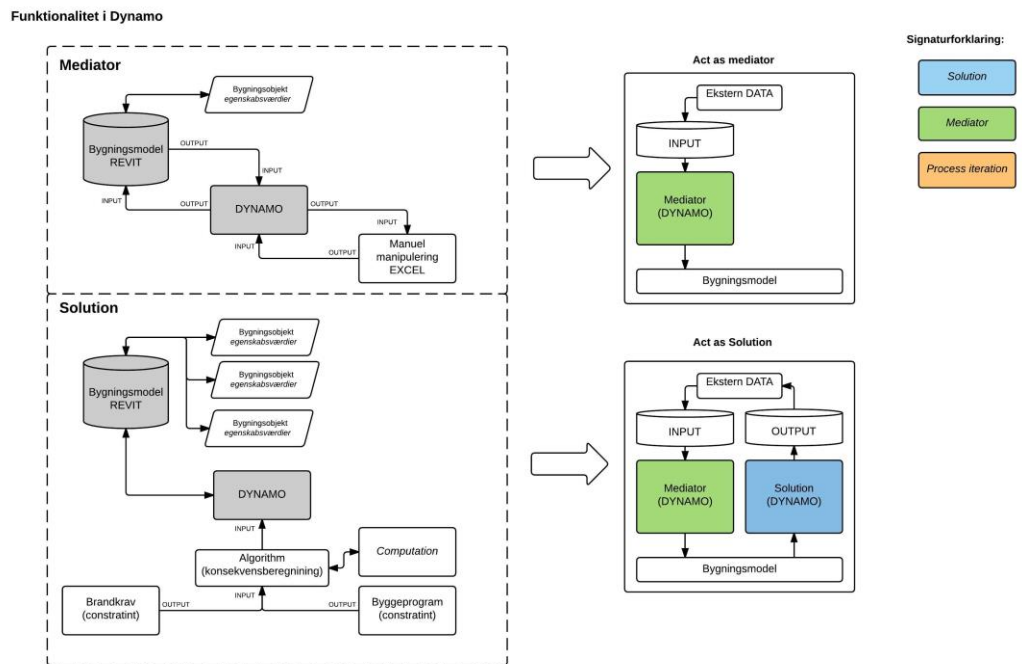 Funktionalitet i Dynamo
Mediator
Bygningsobjekt
egenskabsværdier
Bygningsmodel
REVIT
OUTPUT
INPUT
INPUT
OUTPUT
DYNAMO
OUTPUT
INPUT
INPUT
OUTPUT
Manuel
manipulering
EXCEL
Solution
Bygningsobjekt
egenskabsværdier
Bygningsobjekt
egenskabsværdier
Bygningsobjekt
egenskabsværdier
Bygningsmodel
REVIT
DYNAMO
INPUT
Algorithm
(konsekvensberegnining)
Computation
Brandkrav
(constratint)
OUTPUT
INPUT
OUTPUT
Byggeprogram
(constratint)
Act as mediator
Ekstern DATA
INPUT
Mediator
(DYNAMO)
Bygningsmodel
Act as Solution
Ekstern DATA
INPUT
OUTPUT
Mediator
(DYNAMO)
Solution
(DYNAMO)
Bygningsmodel
Signaturforklaring:
Solution
Mediator
Process iteration